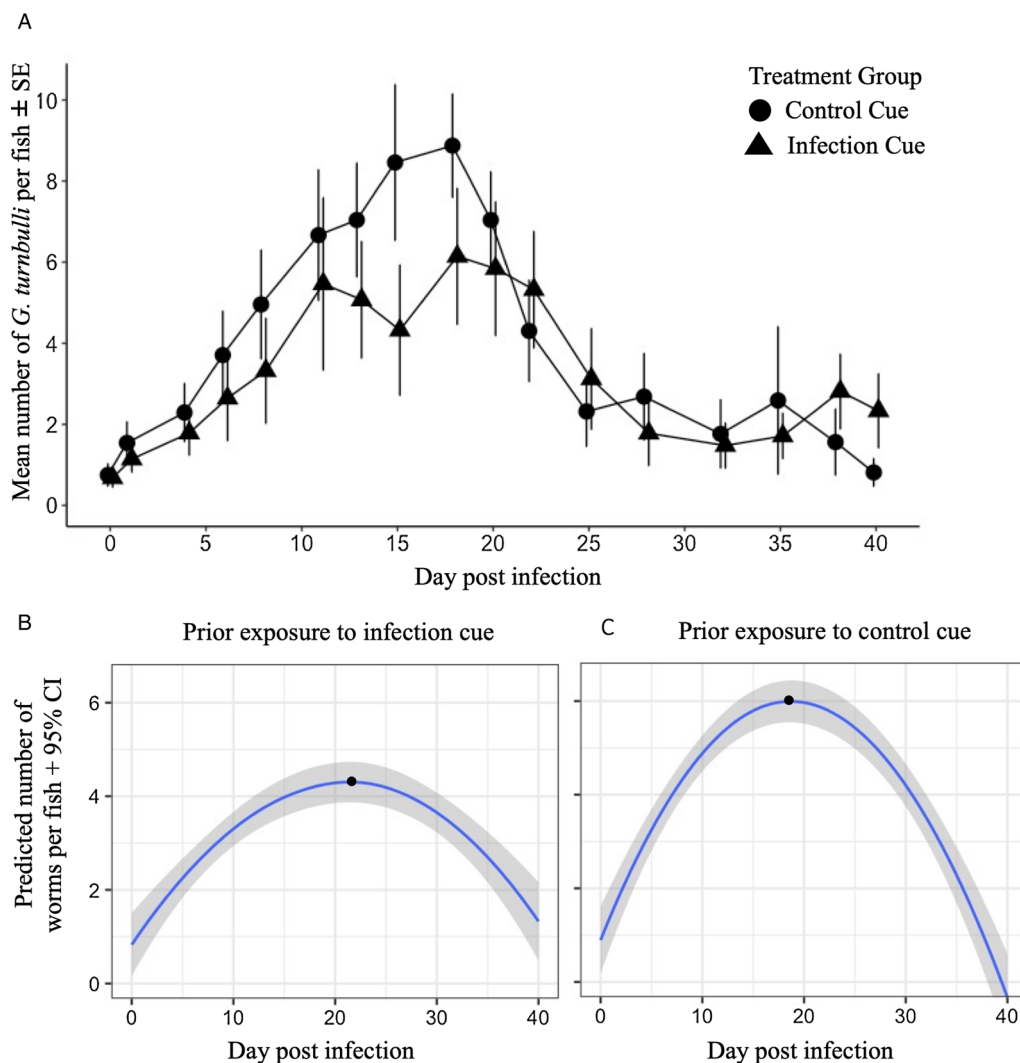 A
Mean number of G. turnbulli per fish ± SE
10
8
6
4
2
0
Treatment Group
Control Cue
Infection Cue
0 5 10 15 20 25 30 35 40
Day post infection
B
Prior exposure to infection cue
Predicted number of
worms per fish + 95% CI
6
4
2
0
0 10 20 30 40
Day post infection
C
Prior exposure to control cue
0 10 20 30 40
Day post infection